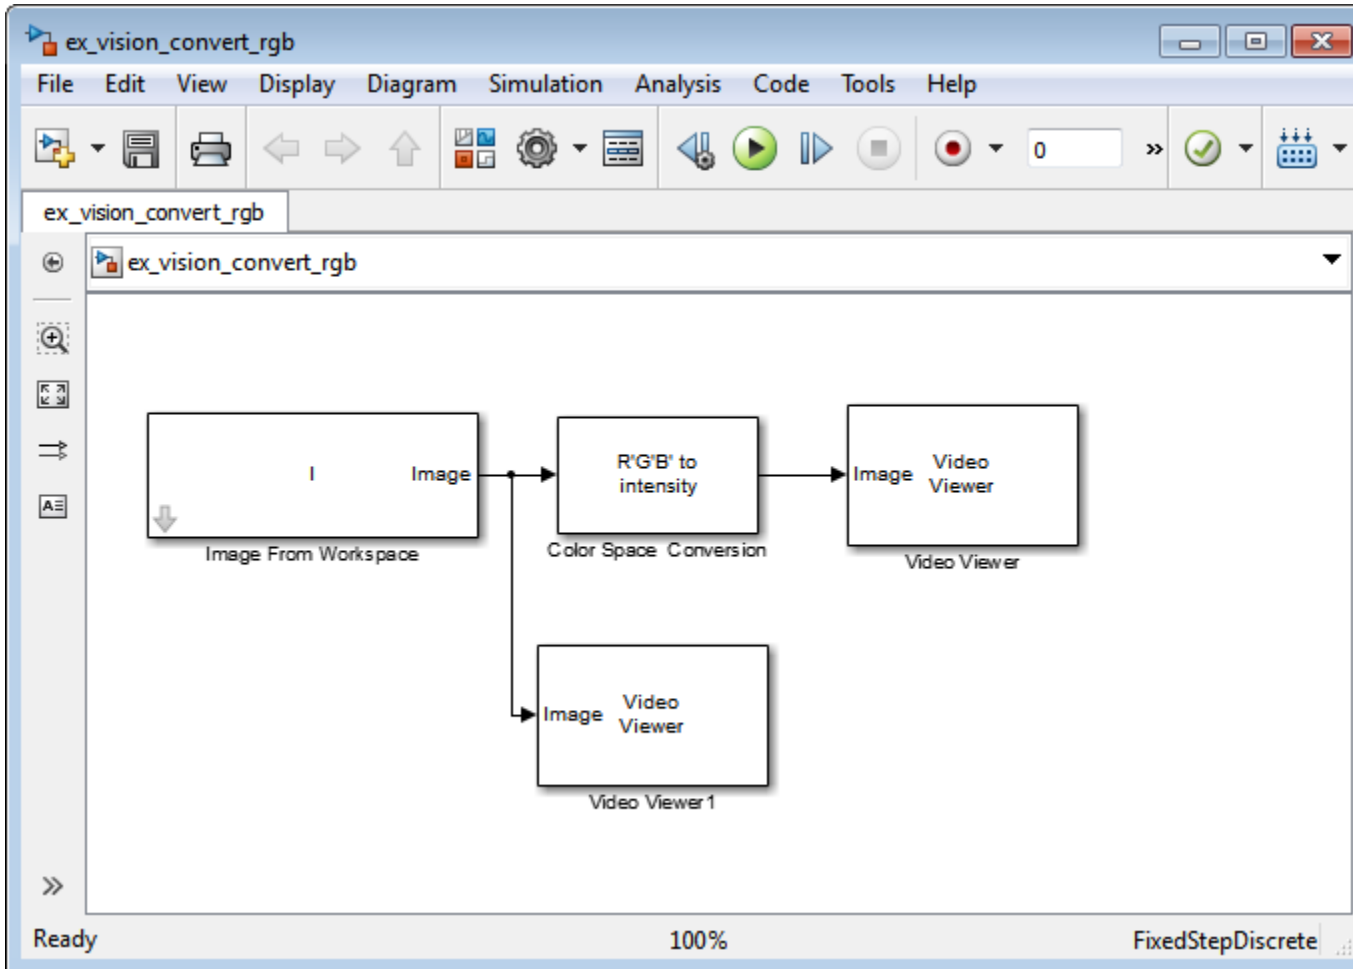 ex_vision_convert_rgb
File Edit View Display Diagram Simulation Analysis Code Tools Help
0 »
ex_vision_convert_rgb
ex_vision_convert_rgb
I Image
Image From Workspace
R'G'B' to
intensity
Color Space Conversion
Image Video
Viewer
Video Viewer
Image Video
Viewer
Video Viewer1
Ready 100% FixedStepDiscrete